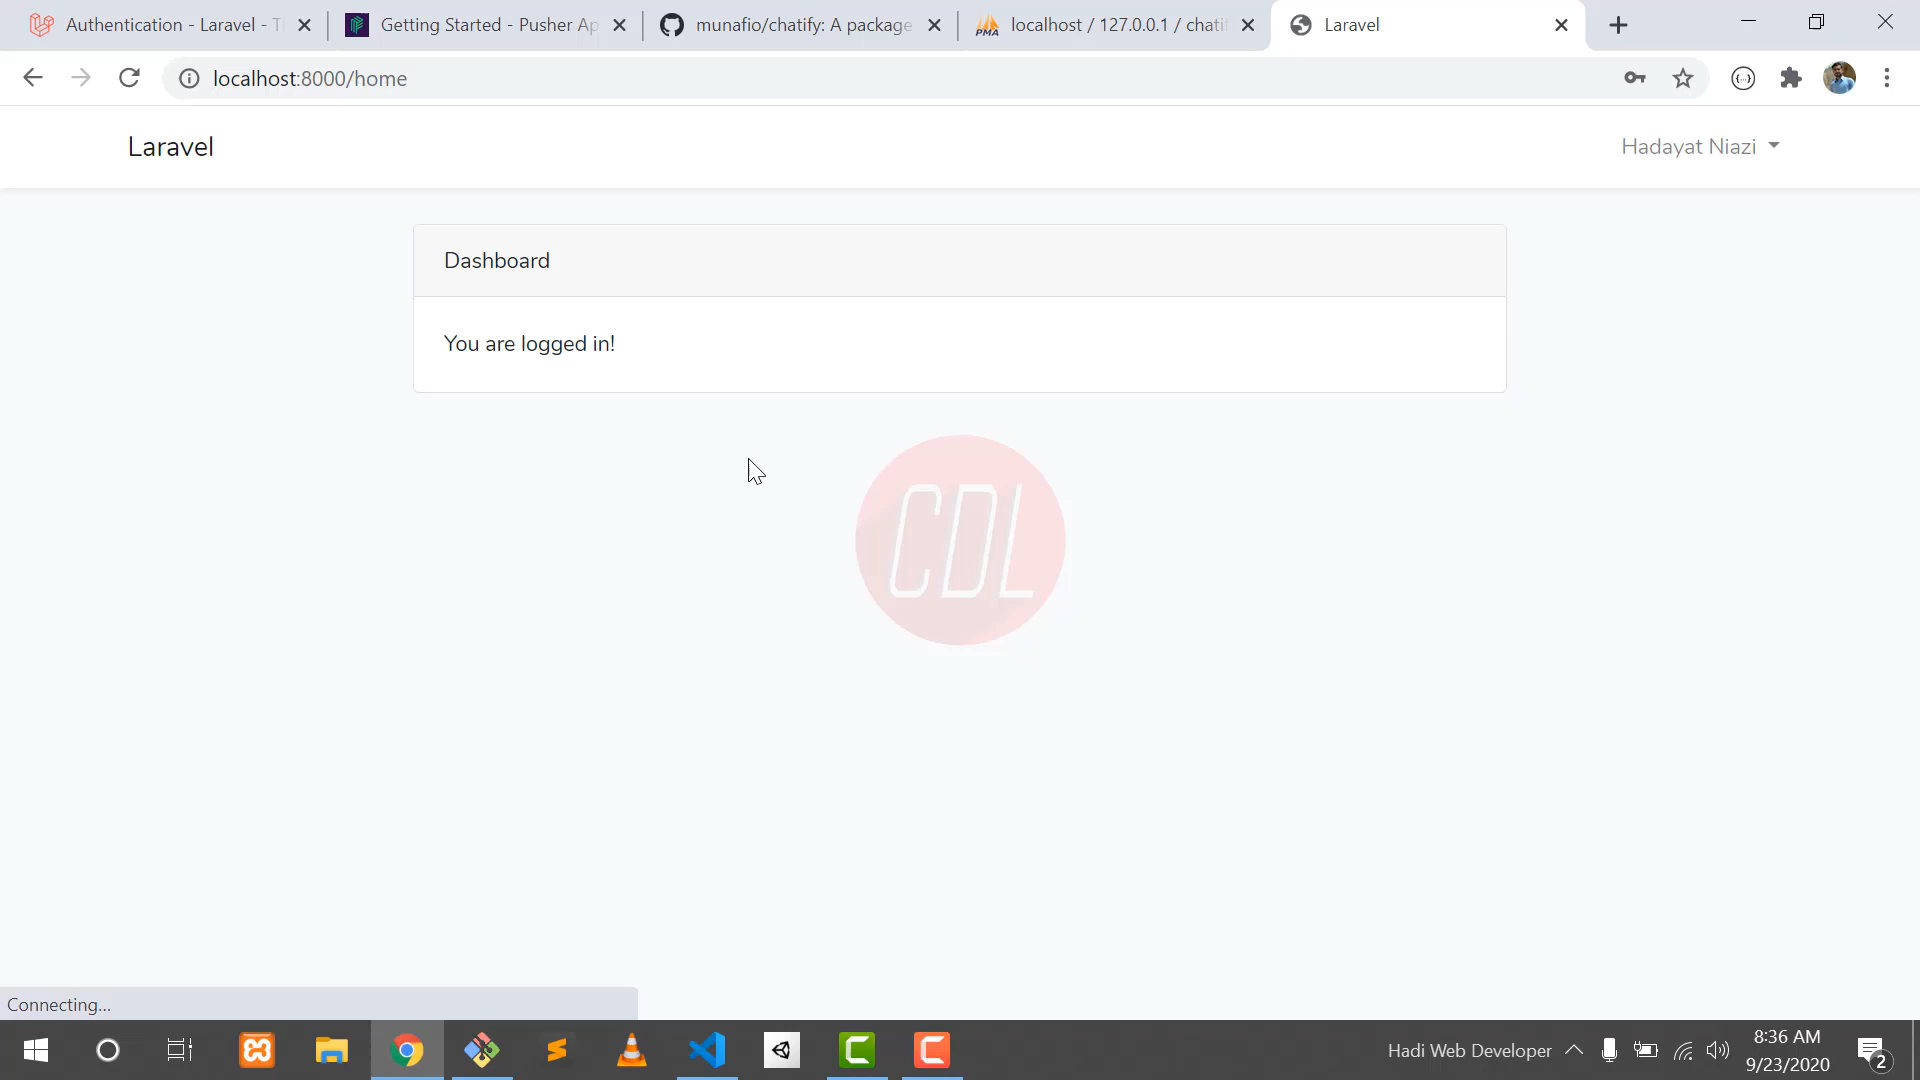 Authentication - Laravel - T
Getting Started - Pusher Ap
munafio/chatify: A package
localhost / 127.0.0.1 / chatif
Laravel
localhost:8000/home
Laravel
Hadayat Niazi
Dashboard
You are logged in!
CDL
Connecting...
Hadi Web Developer
8:36 AM
9/23/2020
2